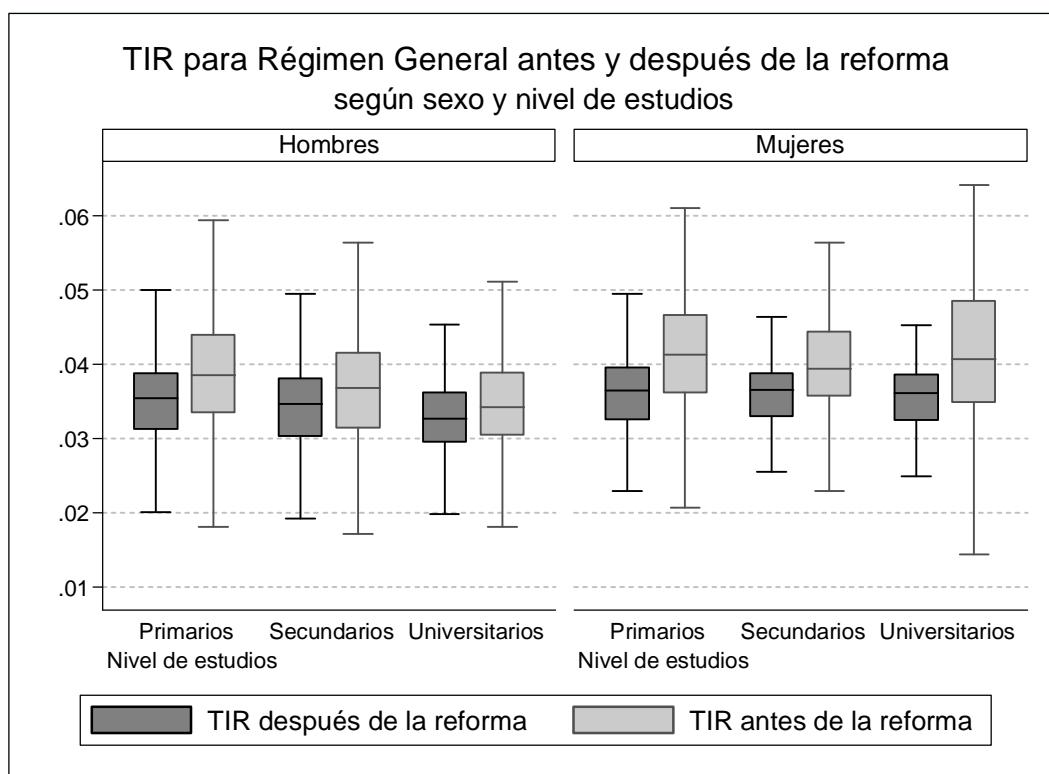 TIR para Régimen General antes y después de la reforma
según sexo y nivel de estudios
Hombres
Mujeres
.06
.05
.04
.03
.02
.01
Primarios Secundarios Universitarios
Nivel de estudios
Primarios Secundarios Universitarios
Nivel de estudios
TIR después de la reforma
TIR antes de la reforma